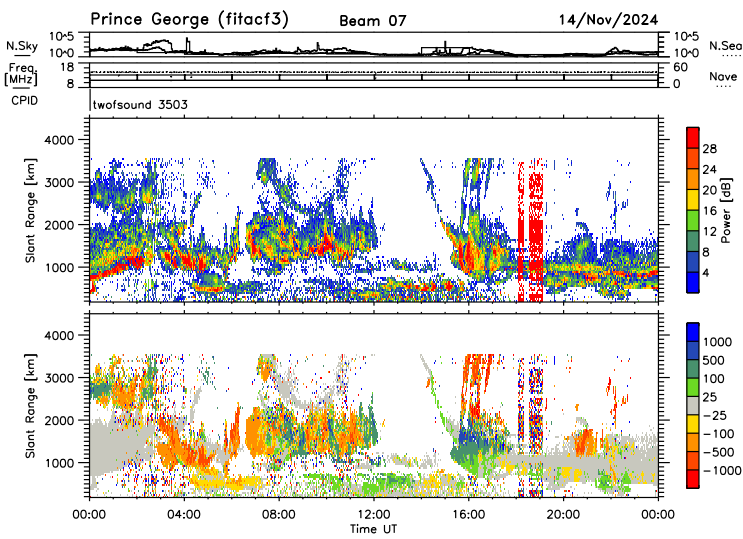 Prince George (fitacf3) Beam 07 14/Nov/2024
N.Sky 10^5 10^5 N.Sea
10^0 10^0
Freq. 18 60 Nave
[MHz] 8 0
CPID twofsound 3503
Slant Range [km] 4000 3000 2000 1000
28 24 20 16 12 8 4 Power [dB]
Slant Range [km] 4000 3000 2000 1000
1000 500 100 25 -25 -100 -500 -1000
00:00 04:00 08:00 12:00 16:00 20:00 00:00
Time UT